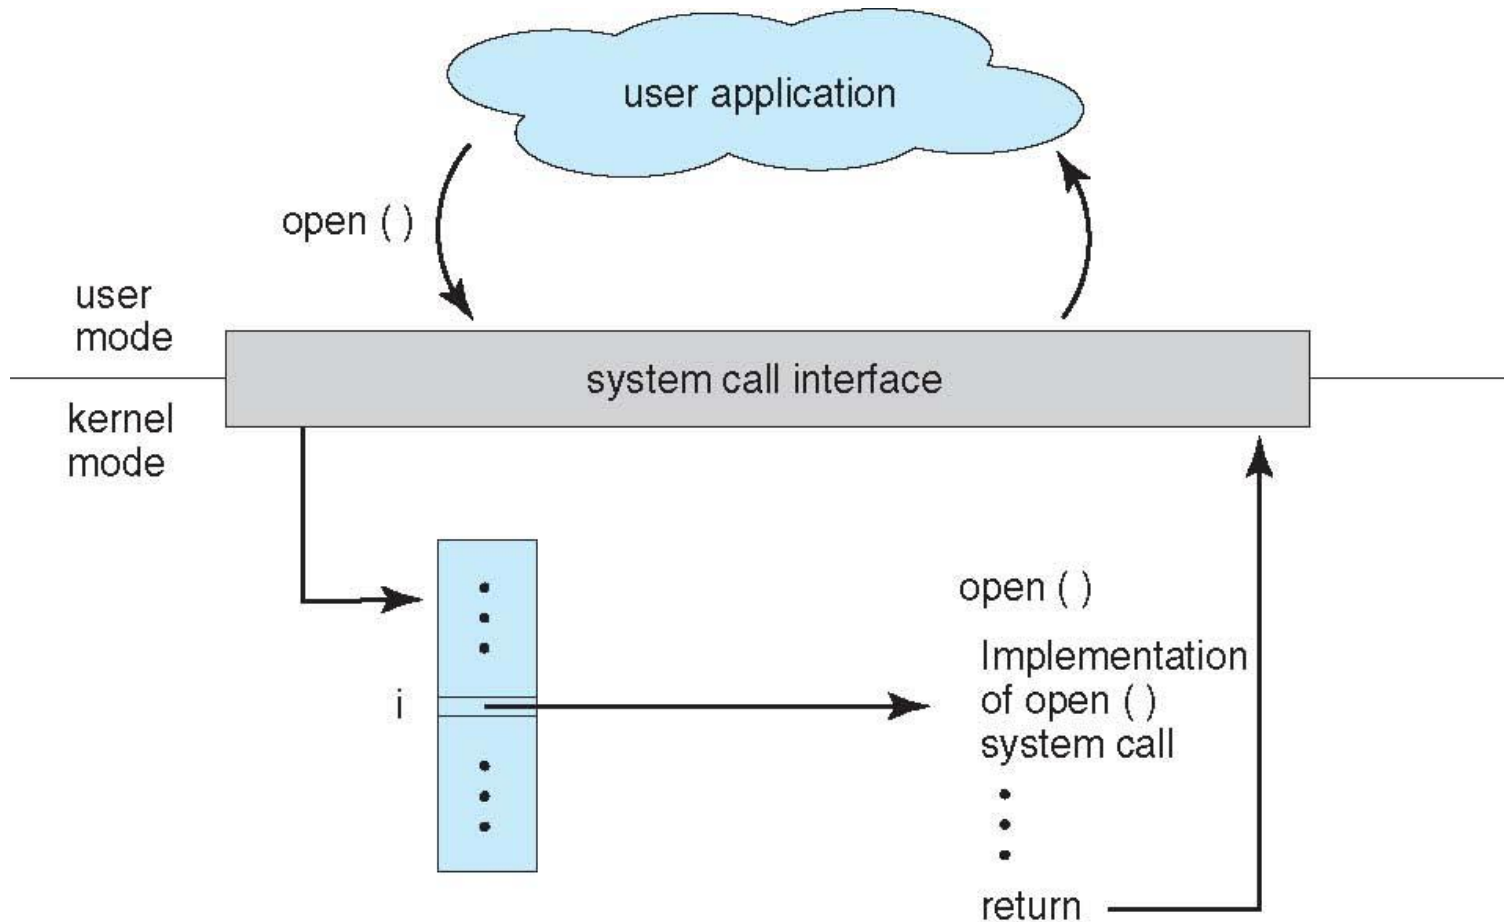 user application
open ( )
user
mode
system call interface
kernel
mode
open ( )
Implementation
i
of open ( )
system call
return